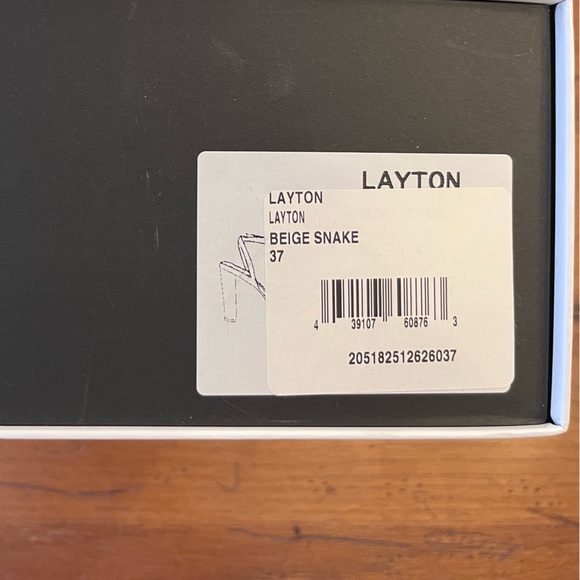 LAYTON
LAYTON
LAYTON
BEIGE SNAKE
37
4 39107 60876 3
205182512626037